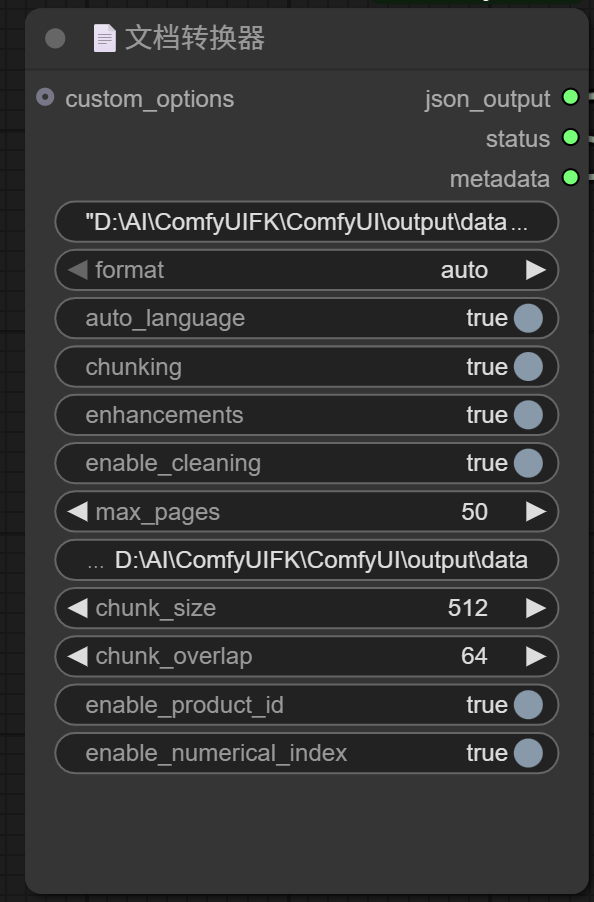 文档转换器
custom_options json_output
status
metadata
"D:\AI\ComfyUIFK\ComfyUI\output\data...
format auto
auto_language true
chunking true
enhancements true
enable_cleaning true
max_pages 50
... D:\AI\ComfyUIFK\ComfyUI\output\data
chunk_size 512
chunk_overlap 64
enable_product_id true
enable_numerical_index true